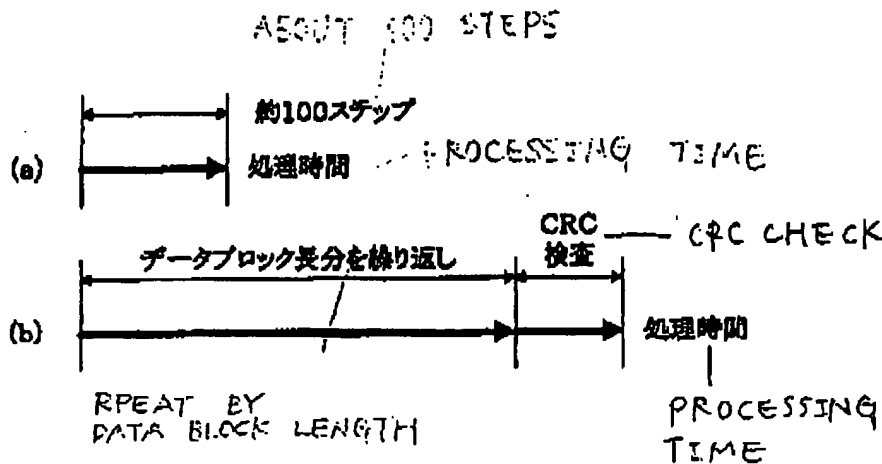 ABOUT 100 STEPS
約100ステップ
(a)
処理時間
PROCESSING TIME
CRC
検査
CRC CHECK
データブロック長分を繰り返し
(b)
処理時間
RPEAT BY
DATA BLOCK LENGTH
PROCESSING
TIME